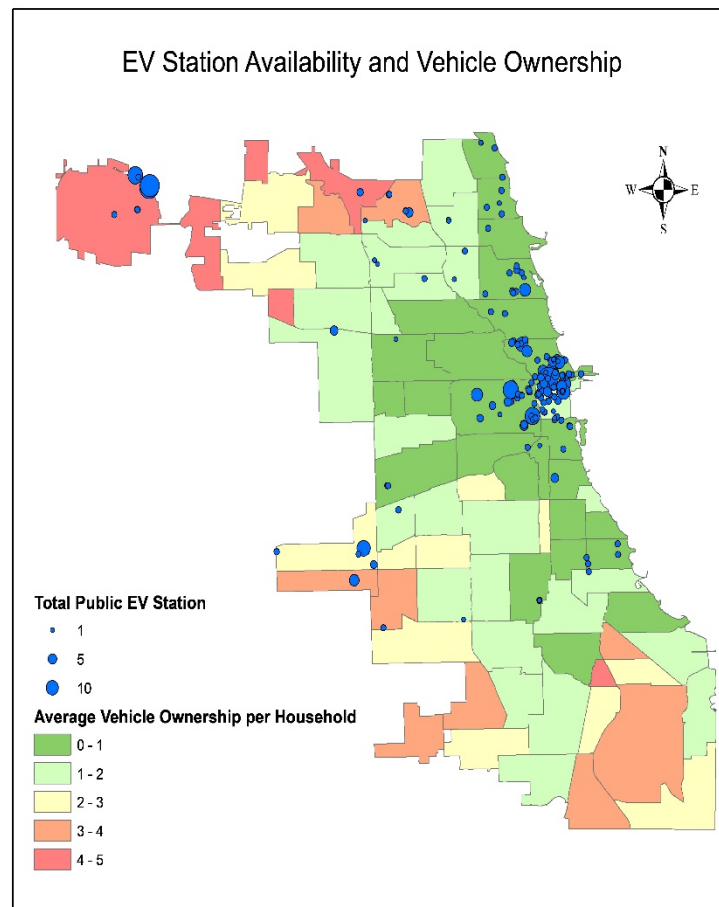 EV Station Availability and Vehicle Ownership
N
W E
S
Total Public EV Station
1
5
10
Average Vehicle Ownership per Household
0 - 1
1 - 2
2 - 3
3 - 4
4 - 5